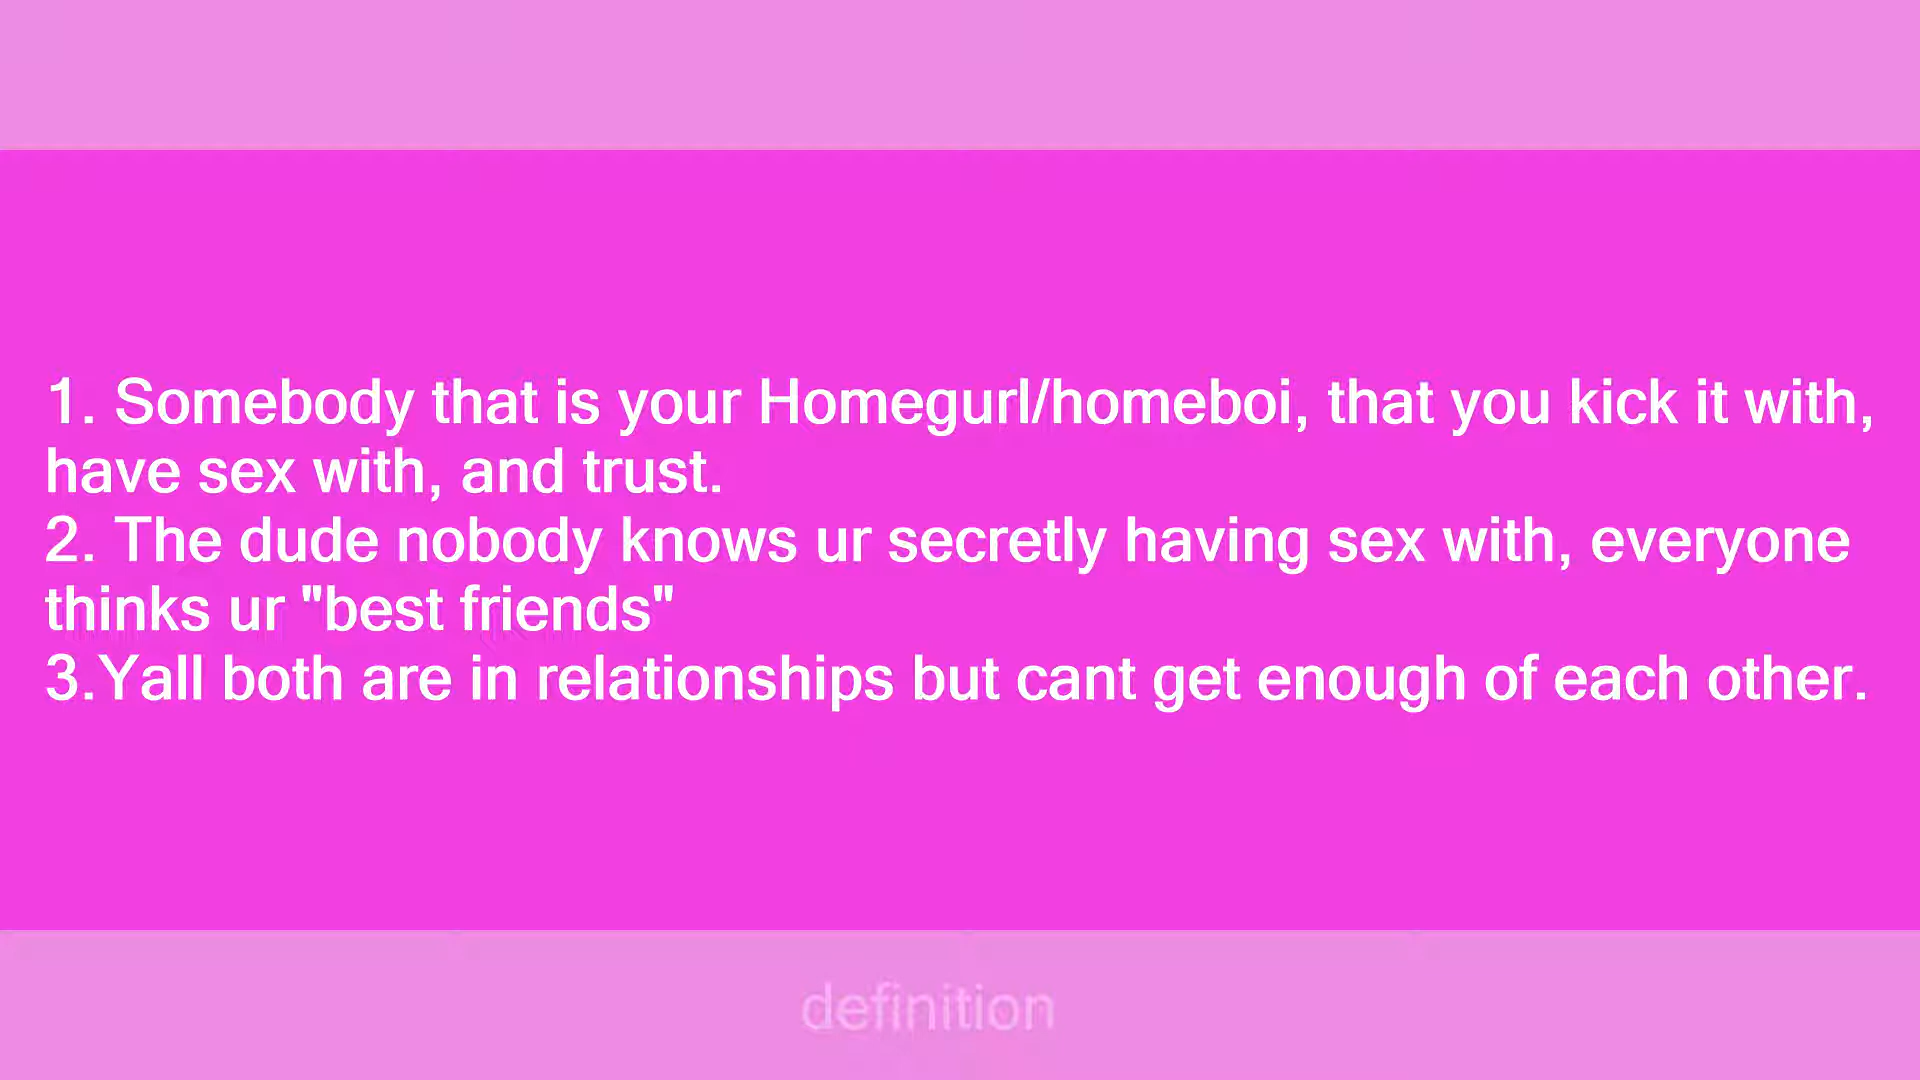 1. Somebody that is your Homegurl/homeboi, that you kick it with,
have sex with, and trust.
2. The dude nobody knows ur secretly having sex with, everyone
thinks ur "best friends"
3.Yall both are in relationships but cant get enough of each other.
definition